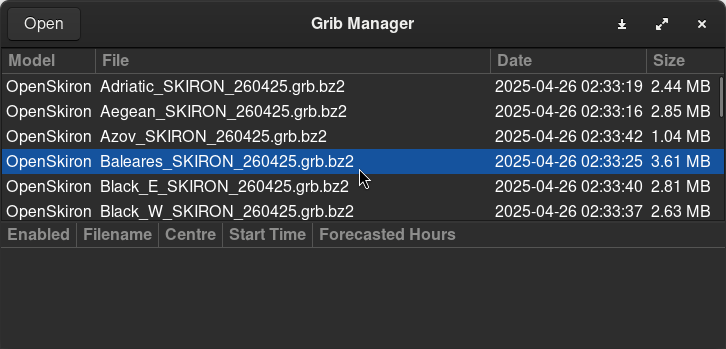 Open Grib Manager
Model File Date Size
OpenSkiron Adriatic_SKIRON_260425.grb.bz2 2025-04-26 02:33:19 2.44 MB
OpenSkiron Aegean_SKIRON_260425.grb.bz2 2025-04-26 02:33:16 2.85 MB
OpenSkiron Azov_SKIRON_260425.grb.bz2 2025-04-26 02:33:42 1.04 MB
OpenSkiron Baleares_SKIRON_260425.grb.bz2 2025-04-26 02:33:25 3.61 MB
OpenSkiron Black_E_SKIRON_260425.grb.bz2 2025-04-26 02:33:40 2.81 MB
OpenSkiron Black_W_SKIRON_260425.grb.bz2 2025-04-26 02:33:37 2.63 MB
Enabled Filename Centre Start Time Forecasted Hours